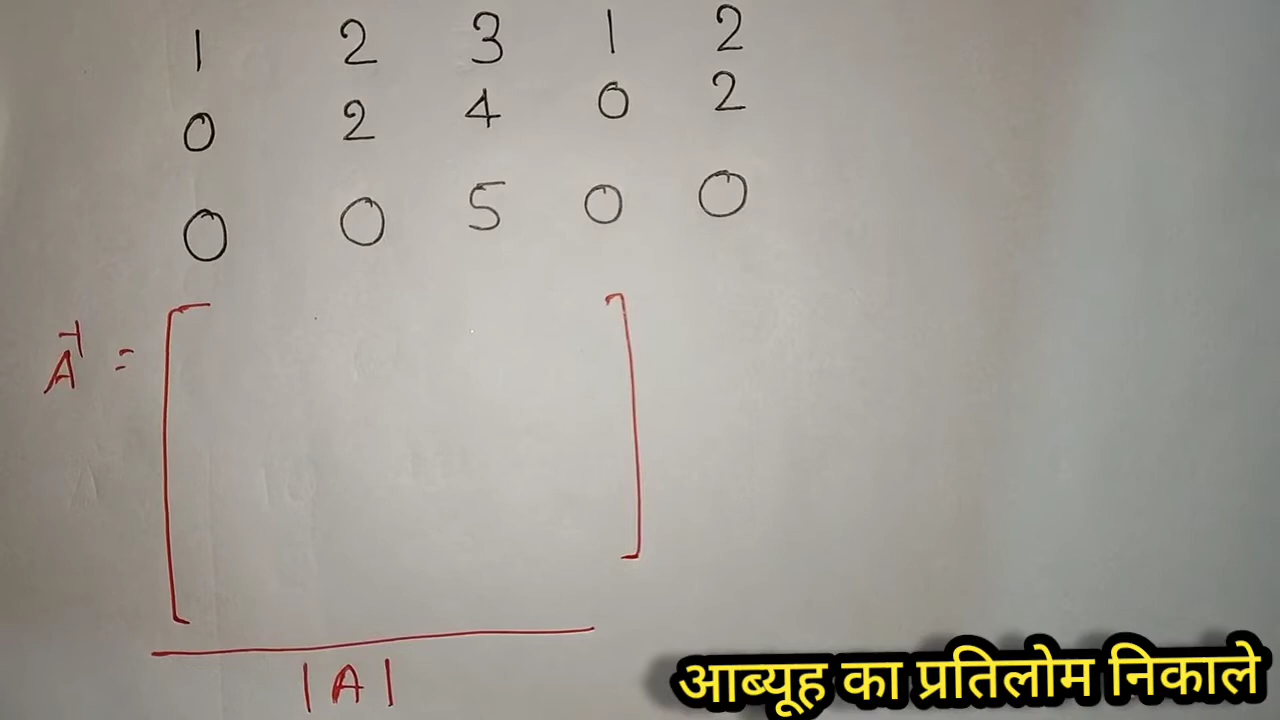 1 2 3 1 2
0 2 4 0 2
0 0 5 0 0
A⁻¹ = [ ]
|A|
आब्यूह का प्रतिलोम निकाले